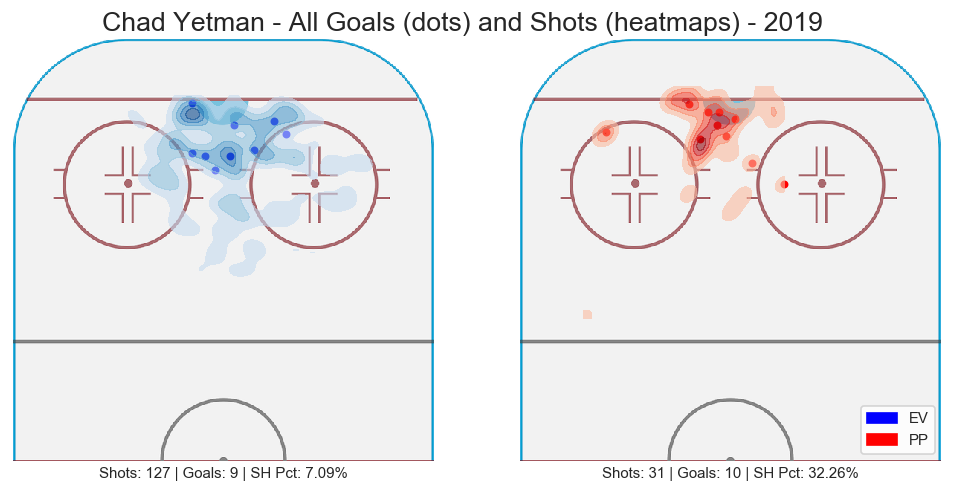 Chad Yetman - All Goals (dots) and Shots (heatmaps) - 2019
EV
PP
Shots: 127 | Goals: 9 | SH Pct: 7.09%
Shots: 31 | Goals: 10 | SH Pct: 32.26%